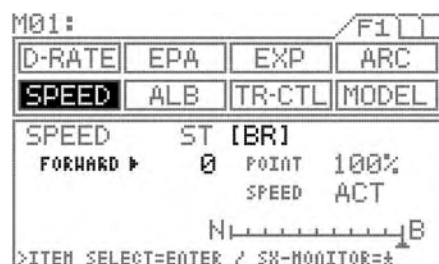 M01: F1
D-RATE EPA EXP ARC
SPEED ALB TR-CTL MODEL
SPEED ST [BR]
FORWARD ▶ 0 POINT 100%
SPEED ACT
N B
>ITEM SELECT=ENTER / SX-MONITOR=±